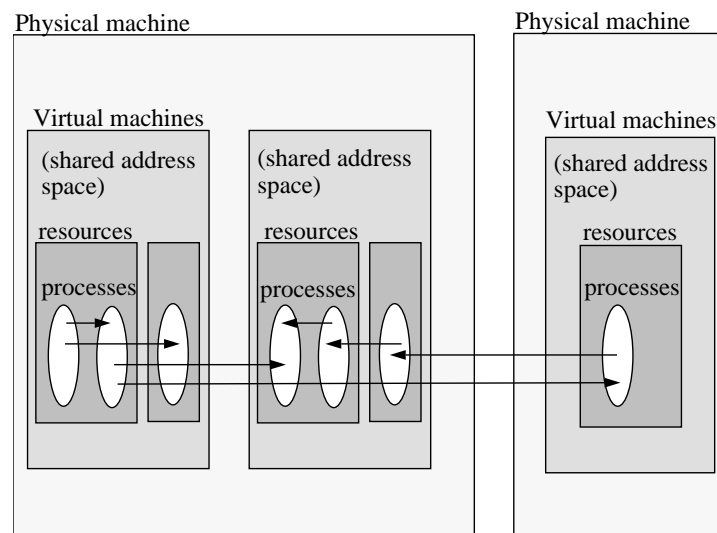 Physical machine
Virtual machines
(shared address
space)
resources
processes
(shared address
space)
resources
processes
Physical machine
Virtual machines
(shared address
space)
resources
processes